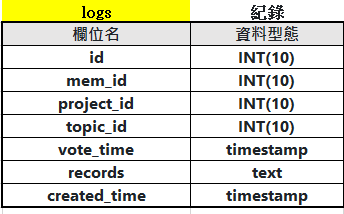 logs 紀錄
欄位名 資料型態
id INT(10)
mem_id INT(10)
project_id INT(10)
topic_id INT(10)
vote_time timestamp
records text
created_time timestamp